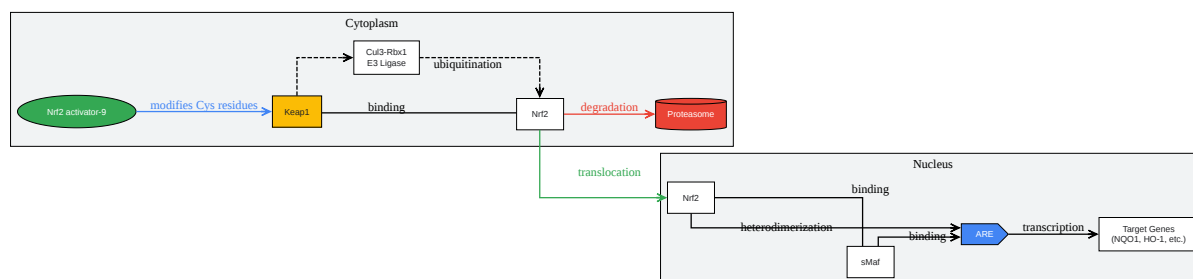 Cytoplasm
Cul3-Rbx1
E3 Ligase
ubiquitination
Nrf2 activator-9
modifies Cys residues
Keap1
binding
Nrf2
degradation
Proteasome
translocation
Nucleus
Nrf2
binding
heterodimerization
binding
sMaf
ARE
transcription
Target Genes
(NQO1, HO-1, etc.)